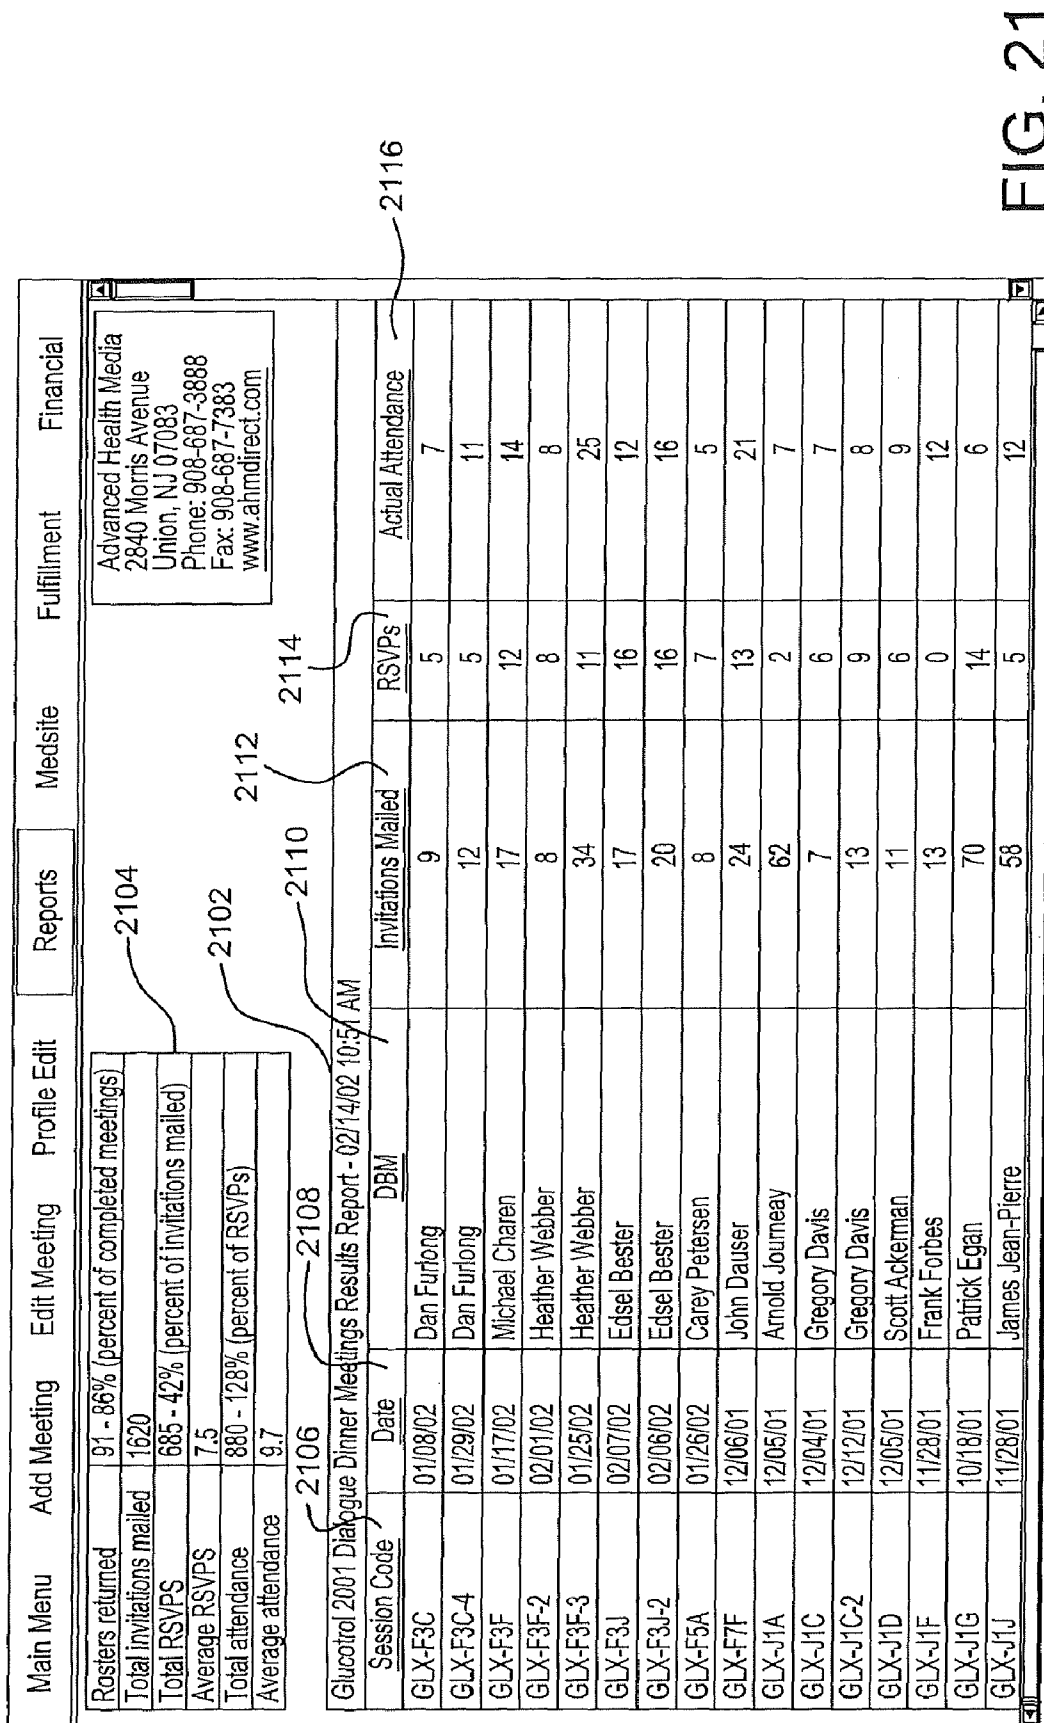 Main Menu Add Meeting Edit Meeting Profile Edit Reports Medsite Fulfillment Financial
Rosters returned 91 - 86% (percent of completed meetings)
Total invitations mailed 1620
Total RSVPS 685 - 42% (percent of invitations mailed)
Average RSVPS 7.5
Total attendance 880 - 128% (percent of RSVPs)
Average attendance 9.7
2104
Advanced Health Media
2840 Morris Avenue
Union, NJ 07083
Phone: 908-687-3888
Fax: 908-687-7383
www.ahmdirect.com
2102
2106 2108 2110 2112 2114 2116
Glucotrol 2001 Dialogue Dinner Meetings Results Report - 02/14/02 10:51 AM
Session Code Date DBM Invitations Mailed RSVPs Actual Attendance
GLX-F3C 01/08/02 Dan Furlong 9 5 7
GLX-F3C-4 01/29/02 Dan Furlong 12 5 11
GLX-F3F 01/17/02 Michael Charen 17 12 14
GLX-F3F-2 02/01/02 Heather Webber 8 8 8
GLX-F3F-3 01/25/02 Heather Webber 34 11 25
GLX-F3J 02/07/02 Edsel Bester 17 16 12
GLX-F3J-2 02/06/02 Edsel Bester 20 16 16
GLX-F5A 01/26/02 Carey Petersen 8 7 5
GLX-F7F 12/06/01 John Dauser 24 13 21
GLX-J1A 12/05/01 Arnold Journeay 62 2 7
GLX-J1C 12/04/01 Gregory Davis 7 6 7
GLX-J1C-2 12/12/01 Gregory Davis 13 9 8
GLX-J1D 12/05/01 Scott Ackerman 11 6 9
GLX-J1F 11/28/01 Frank Forbes 13 0 12
GLX-J1G 10/18/01 Patrick Egan 70 14 6
GLX-J1J 11/28/01 James Jean-Pierre 58 5 12
FIG. 21